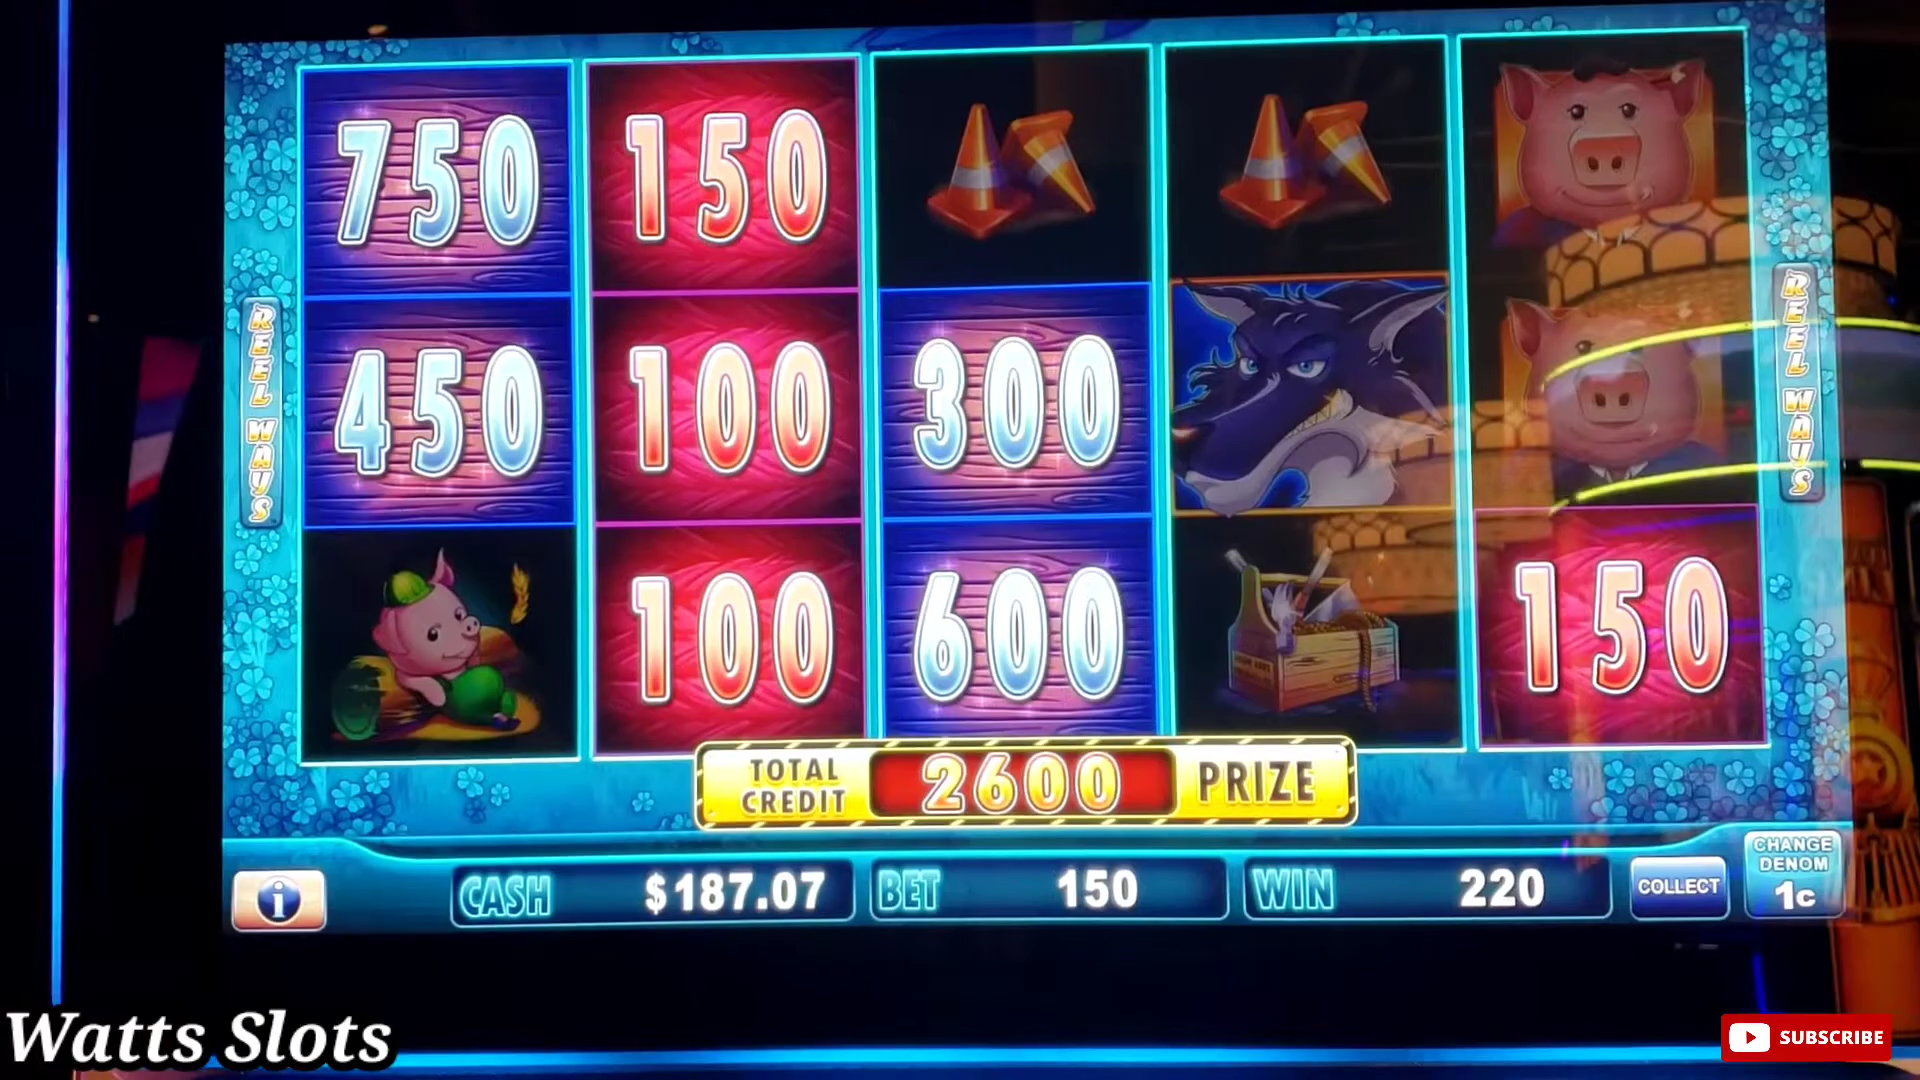 750 150
450 100 300
100 600 150
REEL WAYS
REEL WAYS
TOTAL CREDIT 2600 PRIZE
CASH $187.07 BET 150 WIN 220
COLLECT
CHANGE
DENOM
1c
i
Watts Slots
SUBSCRIBE